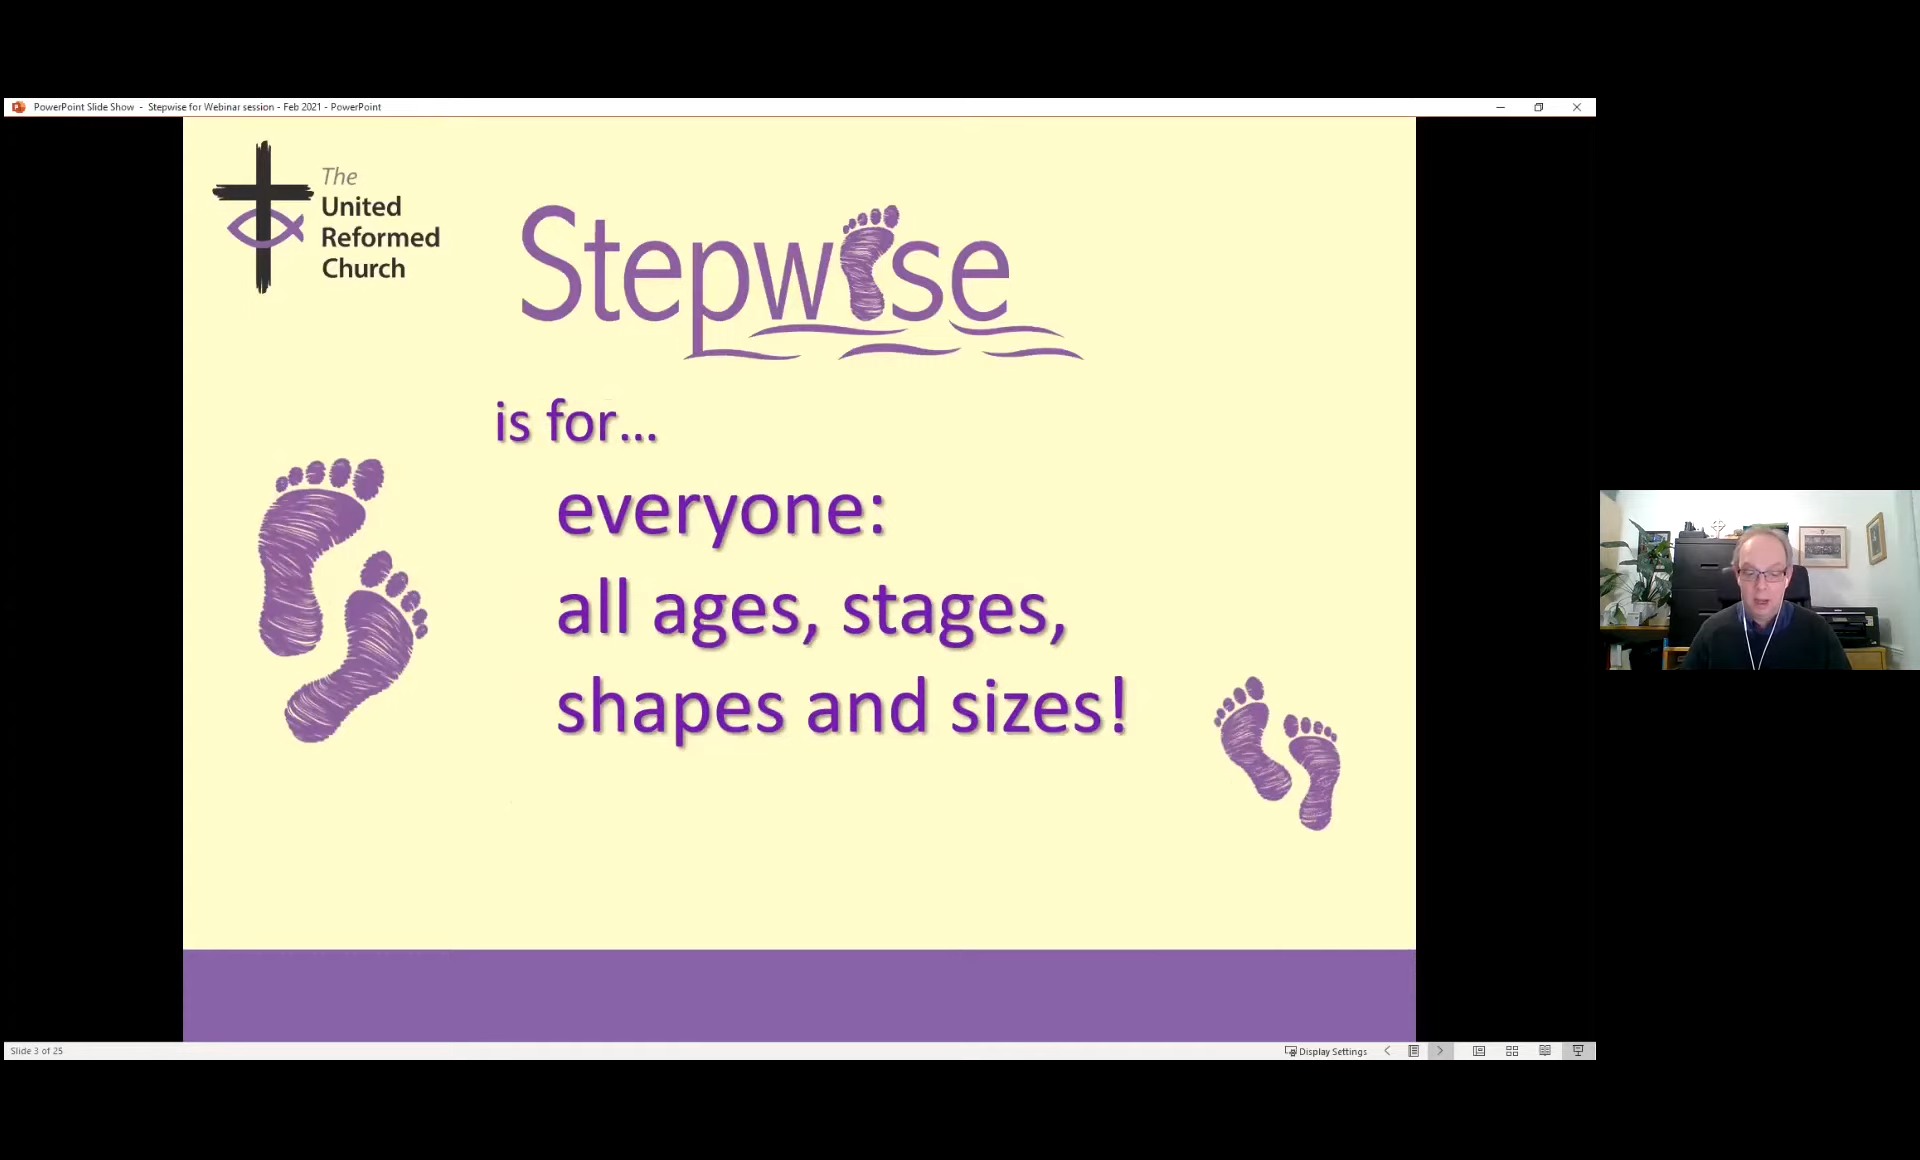 PowerPoint Slide Show - Stepwise for Webinar session - Feb 2021 - PowerPoint
The
United
Reformed
Church
Stepwise
is for...
everyone:
all ages, stages,
shapes and sizes!
Slide 3 of 25
Display Settings